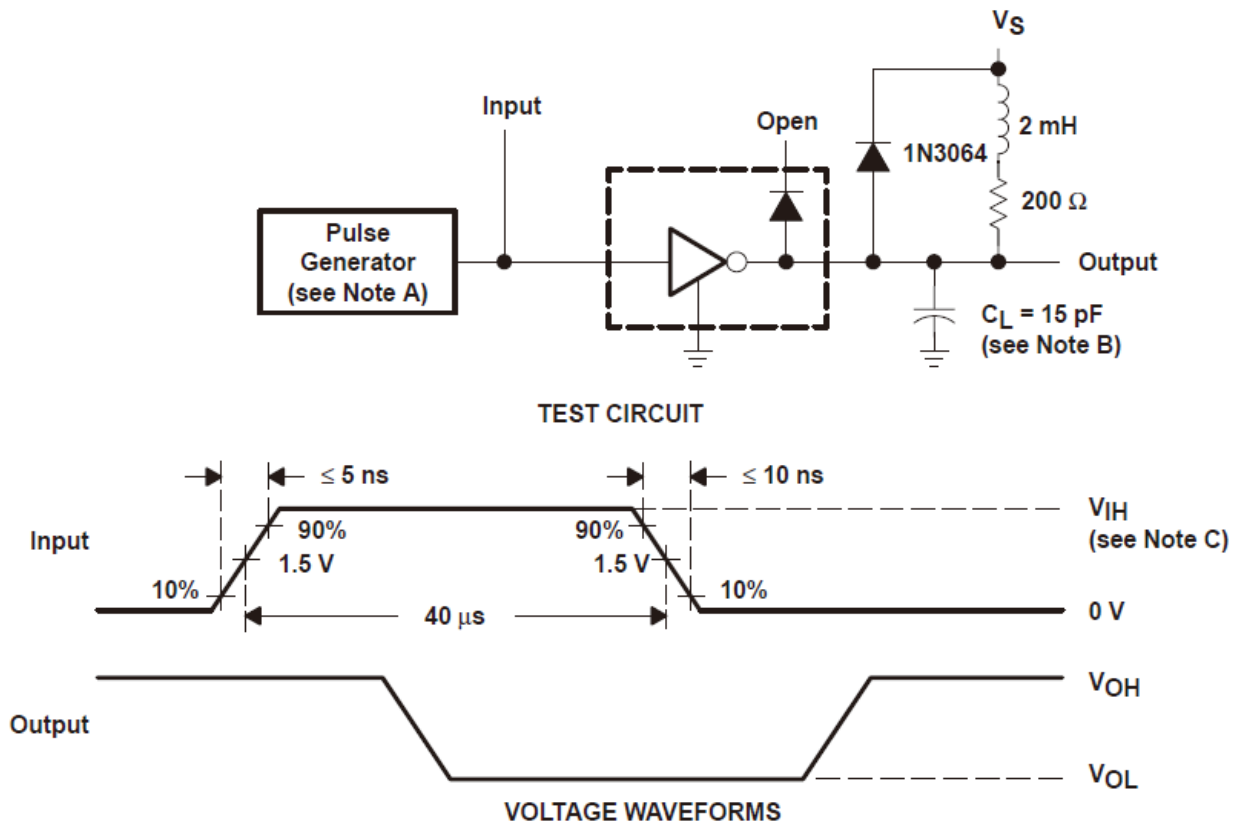 VS
Input
Open
2 mH
1N3064
200 Ω
Pulse
Generator
(see Note A)
Output
CL = 15 pF
(see Note B)
TEST CIRCUIT
≤ 5 ns
≤ 10 ns
VIH
(see Note C)
90%
90%
Input
1.5 V
1.5 V
10%
10%
40 μs
0 V
VOH
Output
VOL
VOLTAGE WAVEFORMS